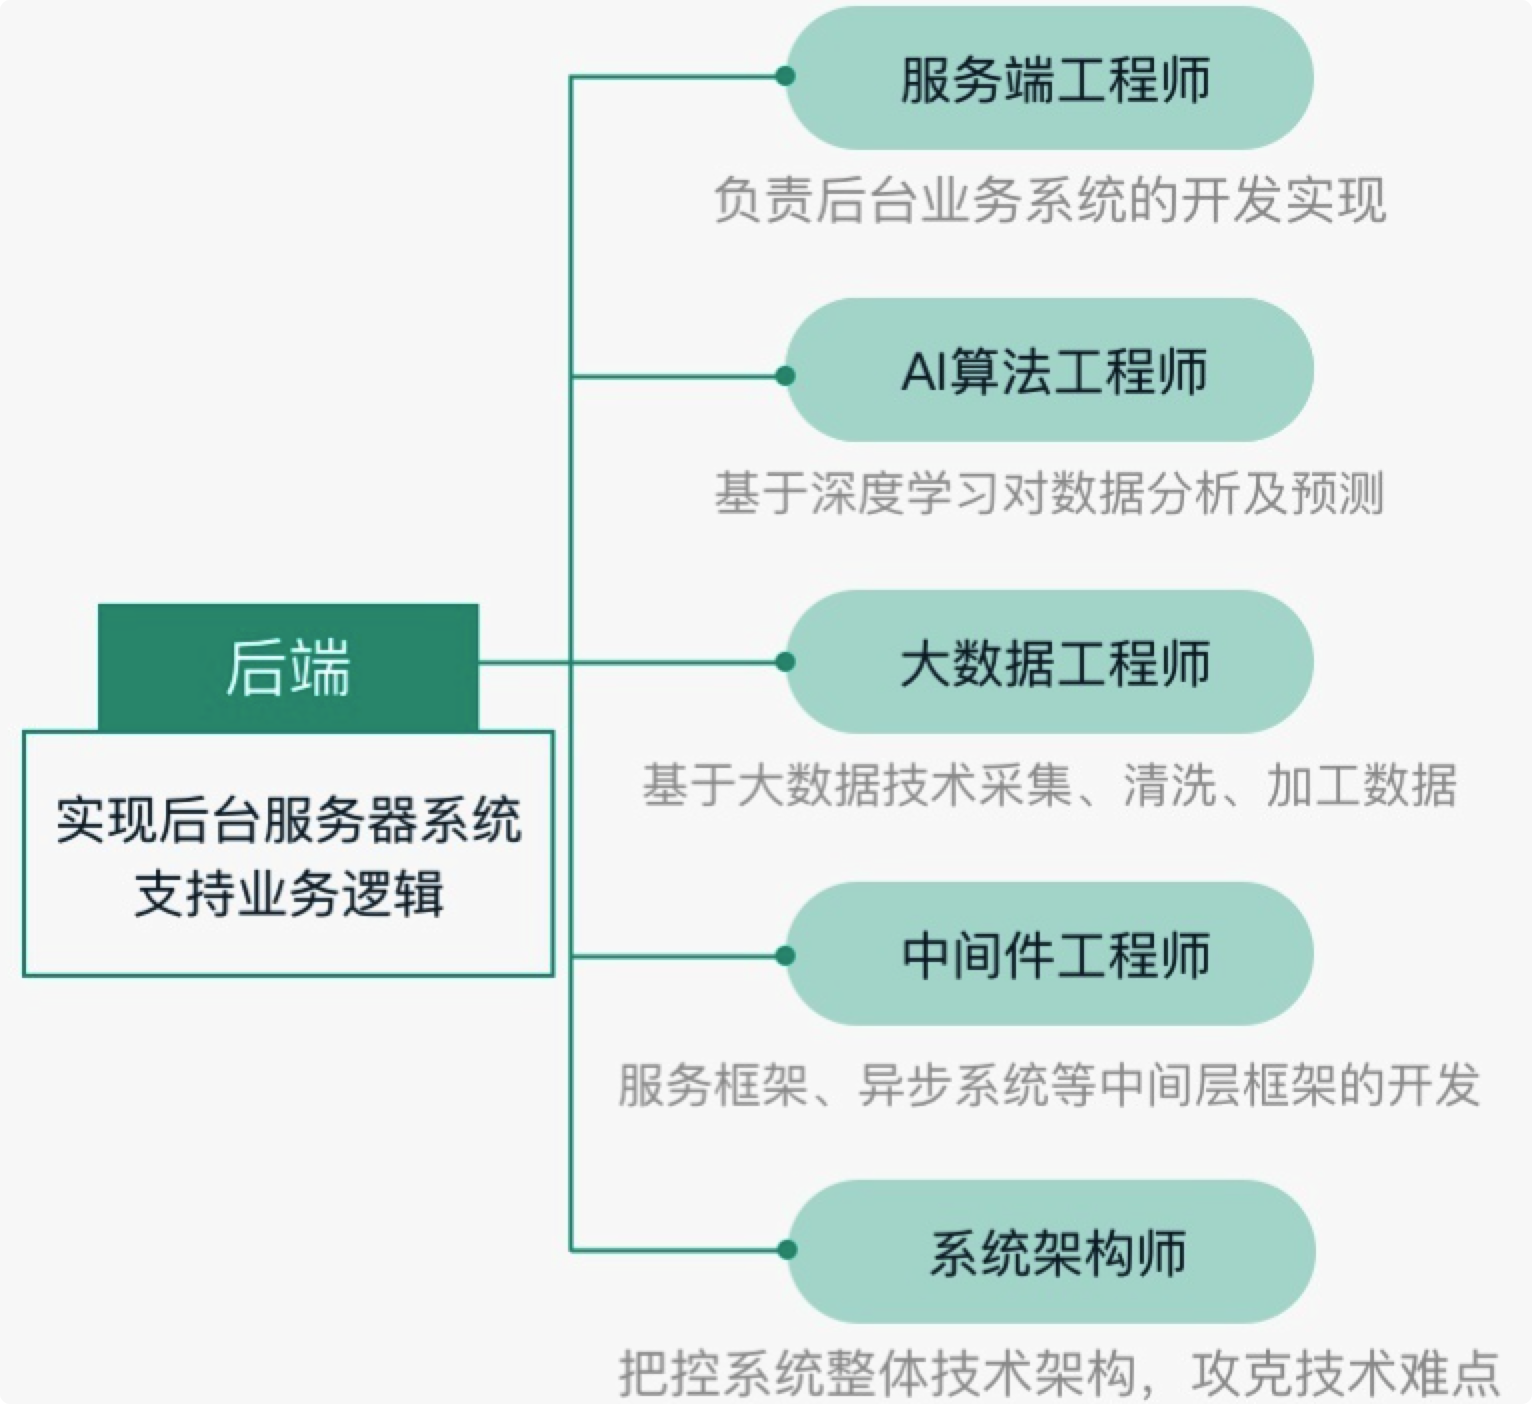 后端
实现后台服务器系统
支持业务逻辑
服务端工程师
负责后台业务系统的开发实现
AI算法工程师
基于深度学习对数据分析及预测
大数据工程师
基于大数据技术采集、清洗、加工数据
中间件工程师
服务框架、异步系统等中间层框架的开发
系统架构师
把控系统整体技术架构，攻克技术难点